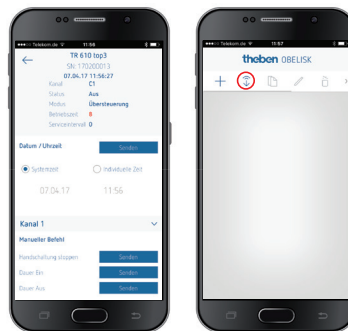 Telekom.de 11:56
TR 610 top3
SN: 170200013
07.04.17 11:56:27
Kanal C1
Status Aus
Modus Übersteuerung
Betriebszeit 8
Serviceintervall 0
Datum / Uhrzeit Senden
Systemzeit Individuelle Zeit
07.04.17 11:56
Kanal 1
Manueller Befehl
Handschaltung stoppen Senden
Dauer Ein Senden
Dauer Aus Senden
Telekom.de 11:57
theben OBELISK